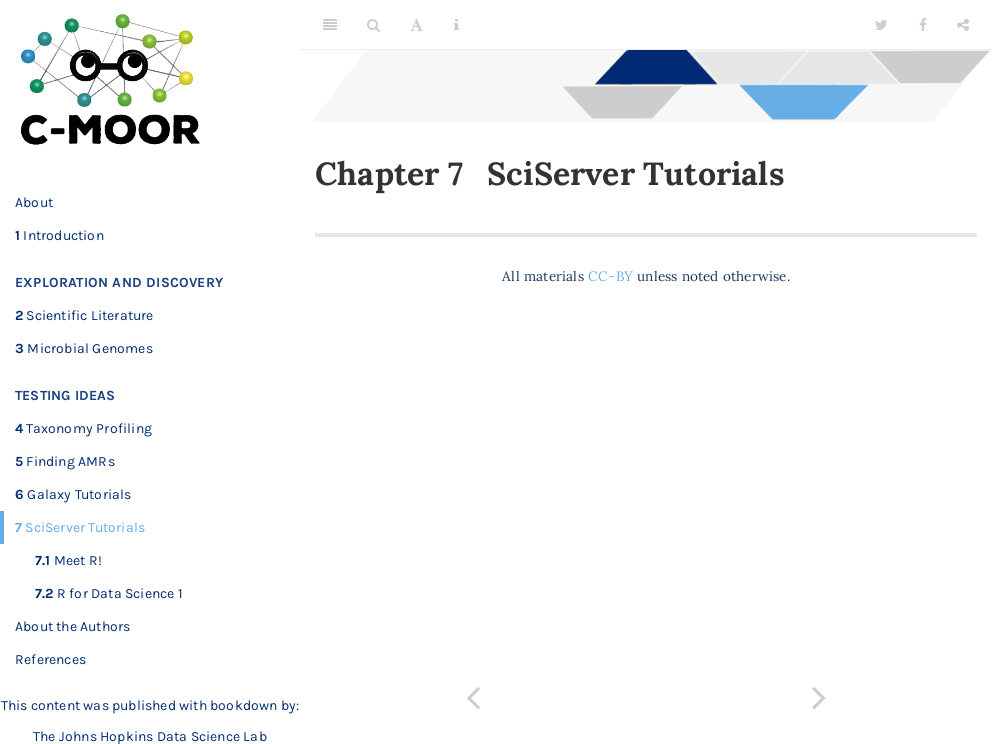 C-MOOR
About
1 Introduction
EXPLORATION AND DISCOVERY
2 Scientific Literature
3 Microbial Genomes
TESTING IDEAS
4 Taxonomy Profiling
5 Finding AMRs
6 Galaxy Tutorials
7 SciServer Tutorials
7.1 Meet R!
7.2 R for Data Science 1
About the Authors
References
This content was published with bookdown by:
The Johns Hopkins Data Science Lab
Chapter 7 SciServer Tutorials
All materials CC-BY unless noted otherwise.